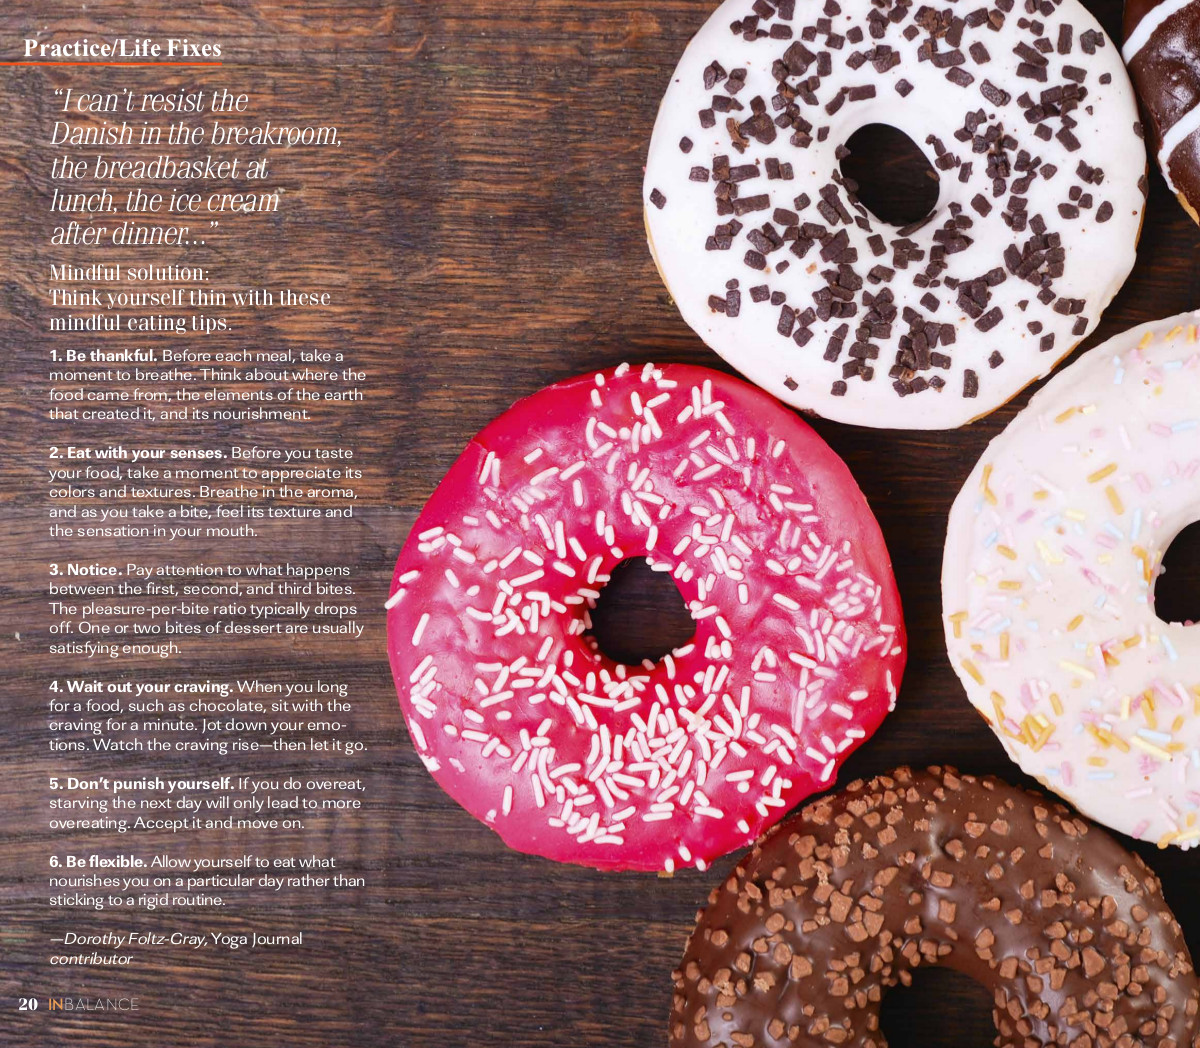 Practice/Life Fixes
“I can’t resist the
Danish in the breakroom,
the breadbasket at
lunch, the ice cream
after dinner...”
Mindful solution:
Think yourself thin with these
mindful eating tips.
1. Be thankful. Before each meal, take a
moment to breathe. Think about where the
food came from, the elements of the earth
that created it, and its nourishment.
2. Eat with your senses. Before you taste
your food, take a moment to appreciate its
colors and textures. Breathe in the aroma,
and as you take a bite, feel its texture and
the sensation in your mouth.
3. Notice. Pay attention to what happens
between the first, second, and third bites.
The pleasure-per-bite ratio typically drops
off. One or two bites of dessert are usually
satisfying enough.
4. Wait out your craving. When you long
for a food, such as chocolate, sit with the
craving for a minute. Jot down your emo-
tions. Watch the craving rise—then let it go.
5. Don’t punish yourself. If you do overeat,
starving the next day will only lead to more
overeating. Accept it and move on.
6. Be flexible. Allow yourself to eat what
nourishes you on a particular day rather than
sticking to a rigid routine.
—Dorothy Foltz-Gray, Yoga Journal
contributor
20 INBALANCE